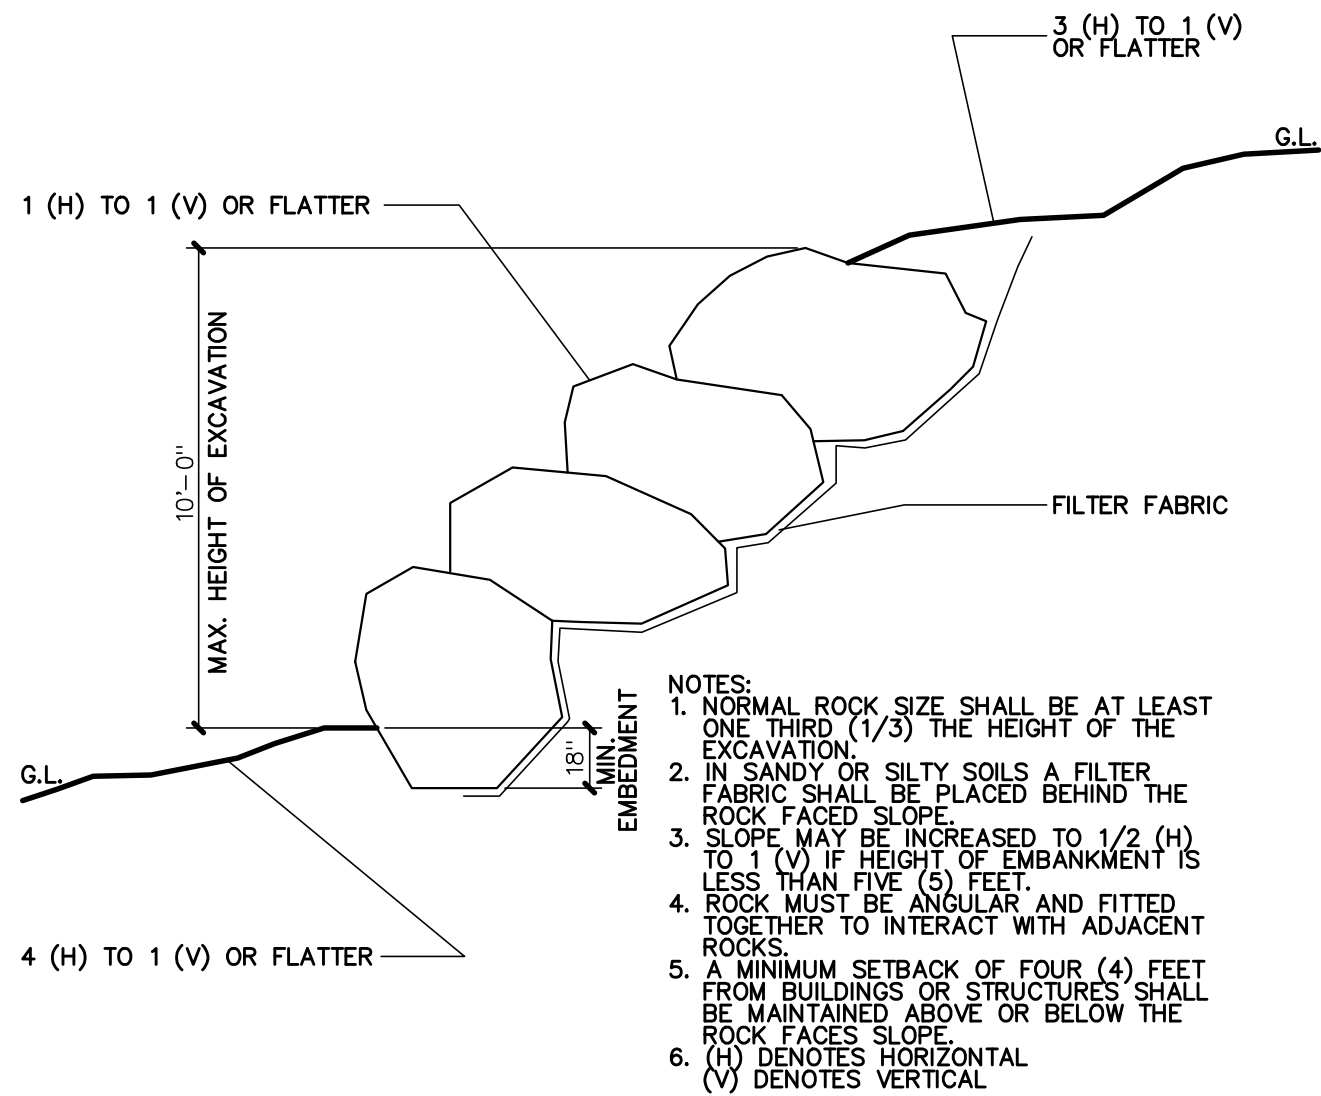 3 (H) TO 1 (V)
OR FLATTER
G.L.
1 (H) TO 1 (V) OR FLATTER
10'-0"
MAX. HEIGHT OF EXCAVATION
FILTER FABRIC
18"
MIN.
EMBEDMENT
G.L.
4 (H) TO 1 (V) OR FLATTER
NOTES:
1. NORMAL ROCK SIZE SHALL BE AT LEAST
ONE THIRD (1/3) THE HEIGHT OF THE
EXCAVATION.
2. IN SANDY OR SILTY SOILS A FILTER
FABRIC SHALL BE PLACED BEHIND THE
ROCK FACED SLOPE.
3. SLOPE MAY BE INCREASED TO 1/2 (H)
TO 1 (V) IF HEIGHT OF EMBANKMENT IS
LESS THAN FIVE (5) FEET.
4. ROCK MUST BE ANGULAR AND FITTED
TOGETHER TO INTERACT WITH ADJACENT
ROCKS.
5. A MINIMUM SETBACK OF FOUR (4) FEET
FROM BUILDINGS OR STRUCTURES SHALL
BE MAINTAINED ABOVE OR BELOW THE
ROCK FACES SLOPE.
6. (H) DENOTES HORIZONTAL
(V) DENOTES VERTICAL